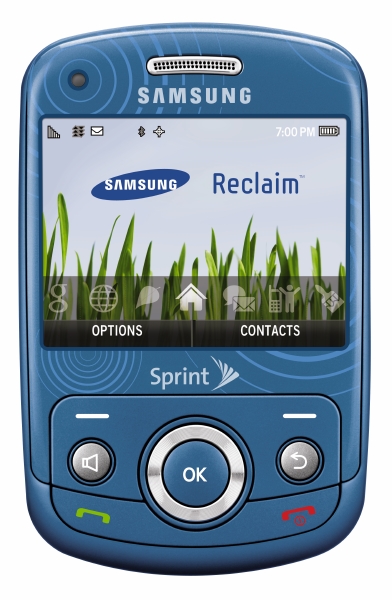 SAMSUNG
7:00 PM
SAMSUNG Reclaim™
g
OPTIONS CONTACTS
Sprint
OK